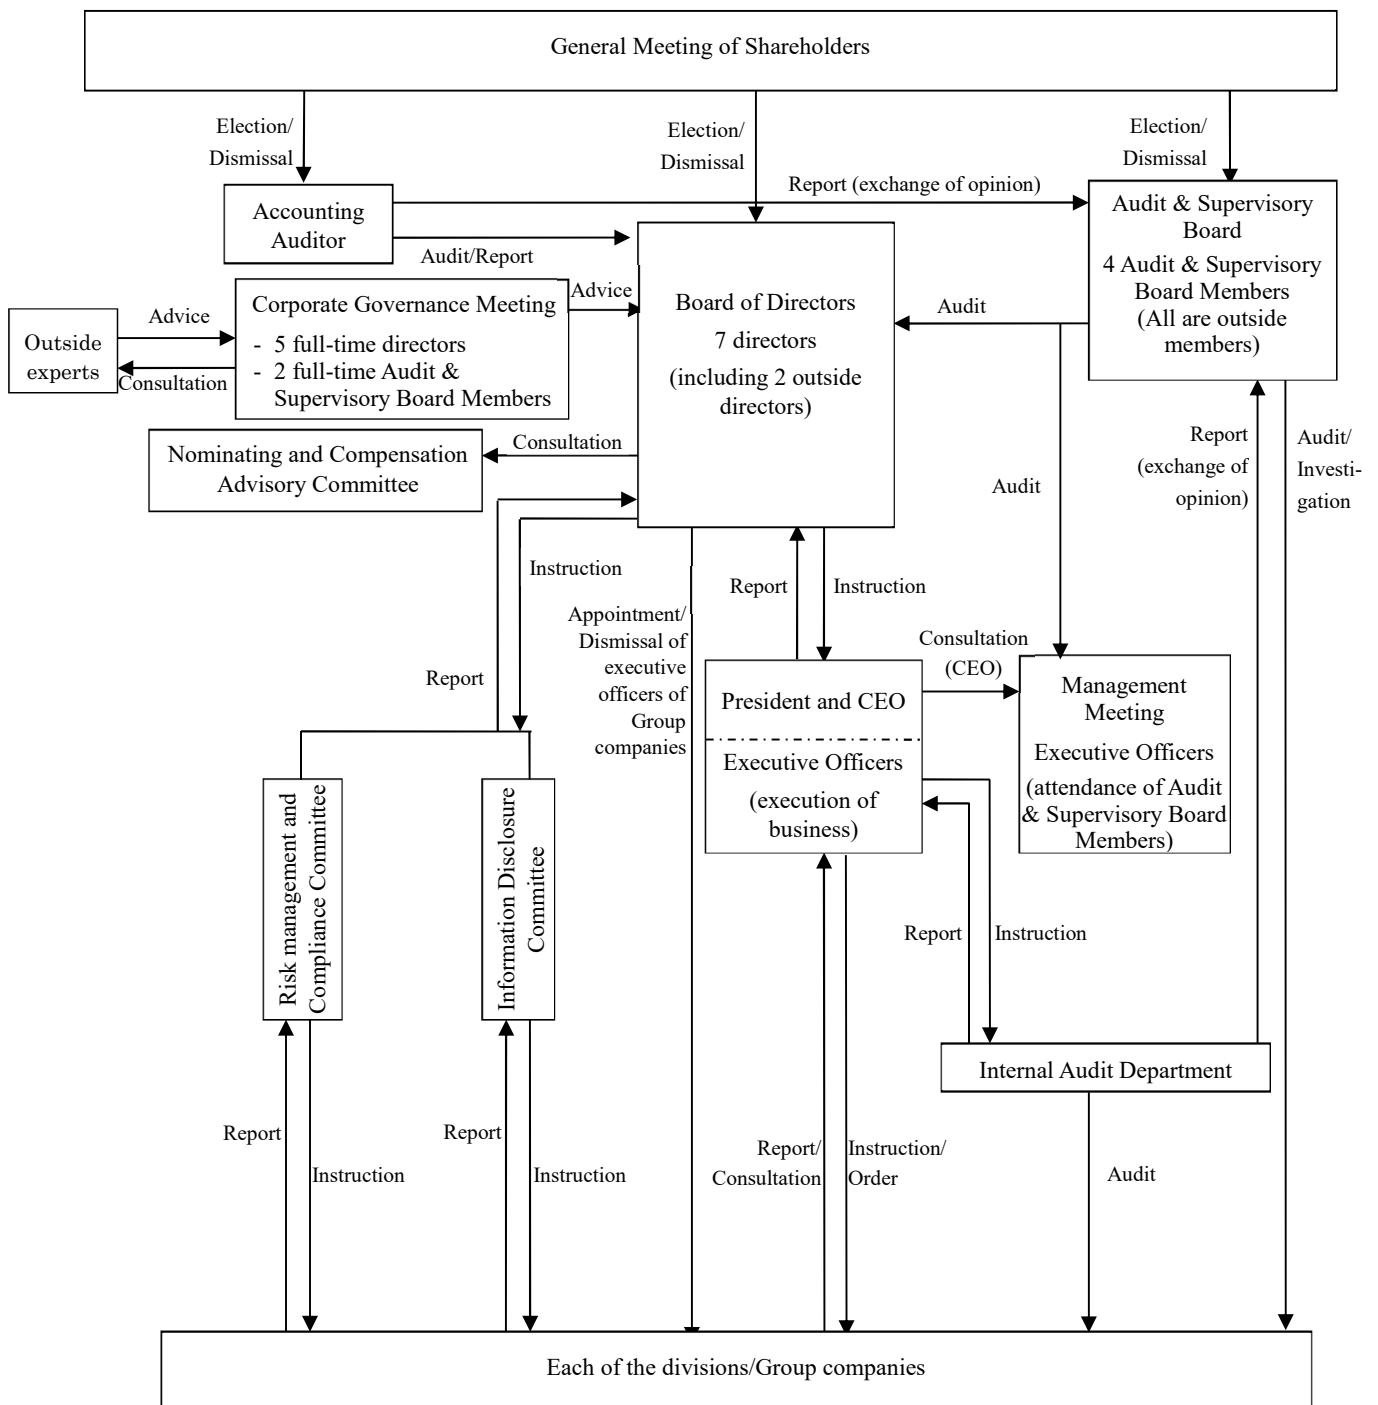 General Meeting of Shareholders
Election/
Dismissal
Election/
Dismissal
Election/
Dismissal
Report (exchange of opinion)
Accounting
Auditor
Audit/Report
Audit & Supervisory
Board
4 Audit & Supervisory
Board Members
(All are outside
members)
Outside
experts
Advice
Consultation
Corporate Governance Meeting
- 5 full-time directors
- 2 full-time Audit &
Supervisory Board Members
Advice
Board of Directors
7 directors
(including 2 outside
directors)
Audit
Nominating and Compensation
Advisory Committee
Consultation
Audit
Report
(exchange of
opinion)
Audit/
Investi-
gation
Instruction
Report
Appointment/
Dismissal of
executive
officers of
Group
companies
Report
Instruction
Consultation
(CEO)
President and CEO
Executive Officers
(execution of
business)
Management
Meeting
Executive Officers
(attendance of Audit
& Supervisory Board
Members)
Risk management and
Compliance Committee
Information Disclosure
Committee
Report
Instruction
Internal Audit Department
Report
Instruction
Report
Instruction
Report/
Consultation
Instruction/
Order
Audit
Each of the divisions/Group companies